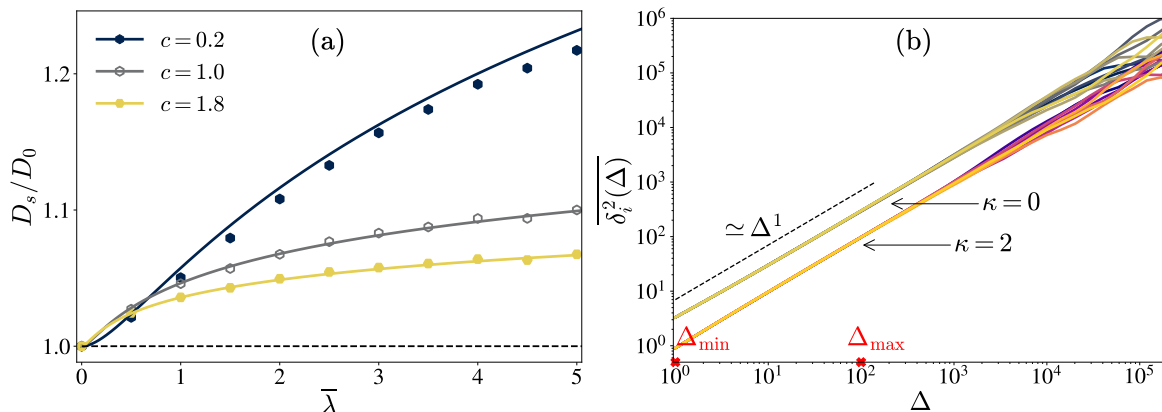 (a)
c = 0.2
c = 1.0
c = 1.8
D_s/D_0
1.2
1.1
1.0
0 1 2 3 4 5
\overline{λ}
(b)
\overline{δ_i^2(Δ)}
10^6
10^5
10^4
10^3
10^2
10^1
10^0
≃ Δ^1
κ = 0
κ = 2
Δ_min
Δ_max
10^0 10^1 10^2 10^3 10^4 10^5
Δ